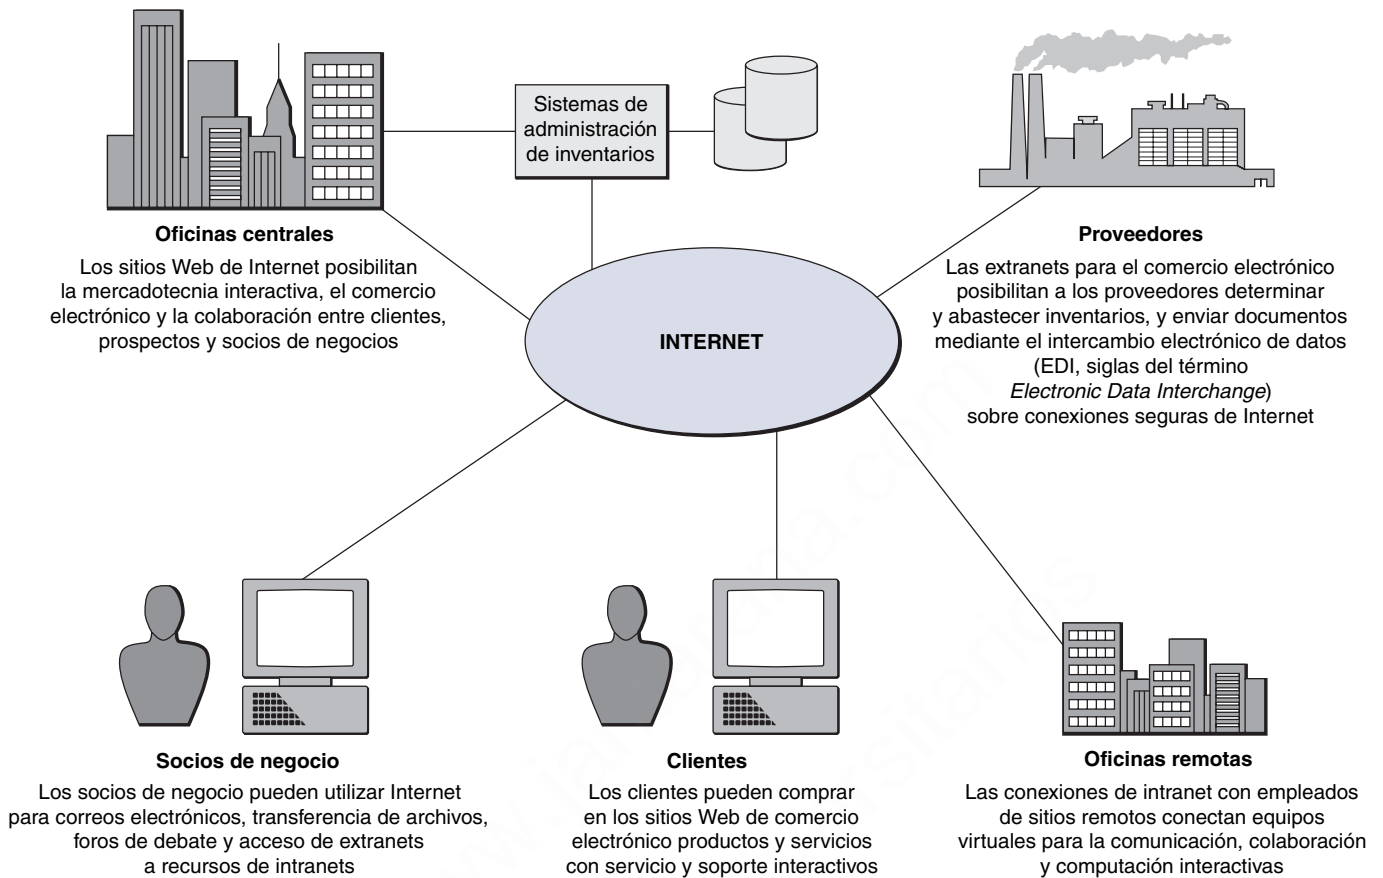 Sistemas de
administración
de inventarios
Oficinas centrales
Los sitios Web de Internet posibilitan
la mercadotecnia interactiva, el comercio
electrónico y la colaboración entre clientes,
prospectos y socios de negocios
Proveedores
Las extranets para el comercio electrónico
posibilitan a los proveedores determinar
y abastecer inventarios, y enviar documentos
mediante el intercambio electrónico de datos
(EDI, siglas del término
Electronic Data Interchange)
sobre conexiones seguras de Internet
INTERNET
Socios de negocio
Los socios de negocio pueden utilizar Internet
para correos electrónicos, transferencia de archivos,
foros de debate y acceso de extranets
a recursos de intranets
Clientes
Los clientes pueden comprar
en los sitios Web de comercio
electrónico productos y servicios
con servicio y soporte interactivos
Oficinas remotas
Las conexiones de intranet con empleados
de sitios remotos conectan equipos
virtuales para la comunicación, colaboración
y computación interactivas